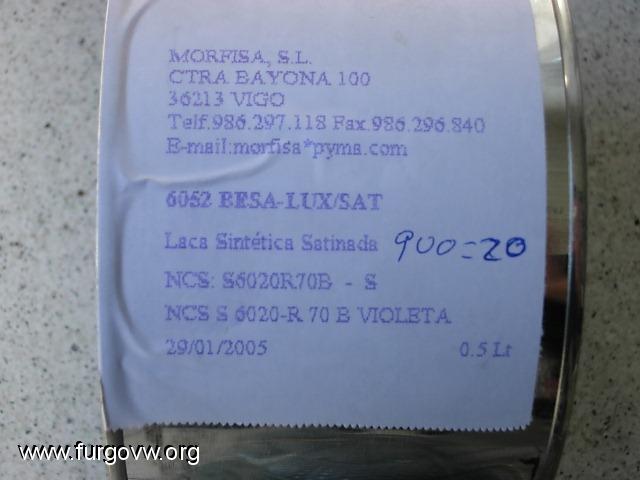 MORFISA, S.L.
CTRA BAYONA 100
36213 VIGO
Telf.986.297.118 Fax.986.296.840
E-mail:morfisa*pyma.com
6052 BESA-LUX/SAT
Laca Sintética Satinada 900=20
NCS: S6020R70B - S
NCS S 6020-R 70 B VIOLETA
29/01/2005 0.5 Lt
www.furgovw.org